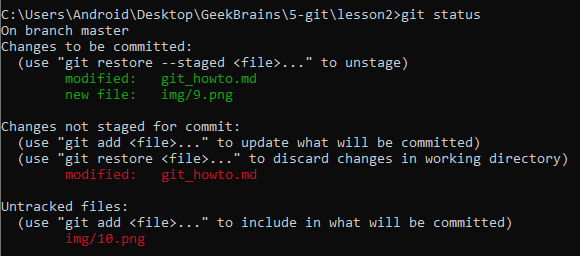 C:\Users\Android\Desktop\GeekBrains\5-git\lesson2>git status
On branch master
Changes to be committed:
  (use "git restore --staged <file>..." to unstage)
        modified:   git_howto.md
        new file:   img/9.png

Changes not staged for commit:
  (use "git add <file>..." to update what will be committed)
  (use "git restore <file>..." to discard changes in working directory)
        modified:   git_howto.md

Untracked files:
  (use "git add <file>..." to include in what will be committed)
        img/10.png